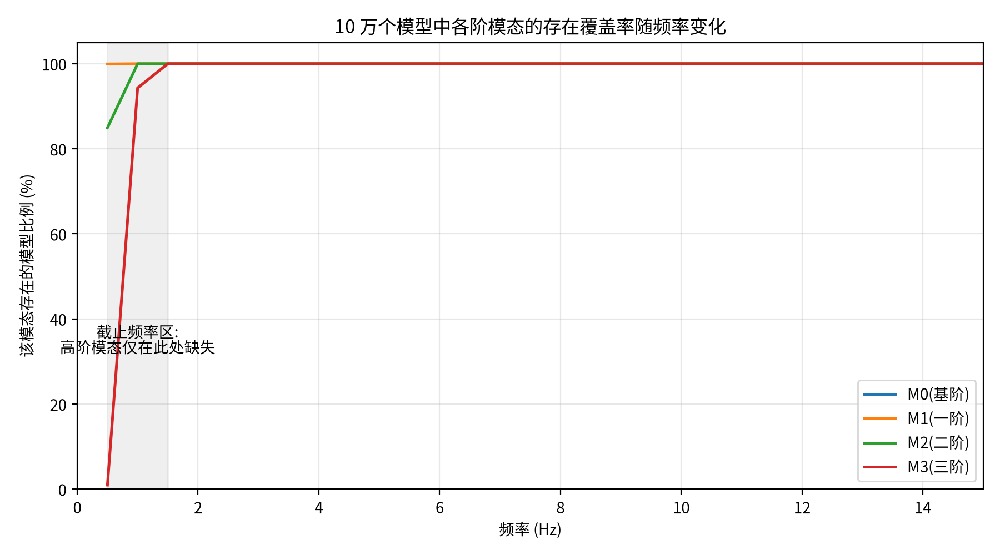 10 万个模型中各阶模态的存在覆盖率随频率变化
该模态存在的模型比例 (%)
100
80
60
40
20
0
截止频率区:
高阶模态仅在此处缺失
M0(基阶)
M1(一阶)
M2(二阶)
M3(三阶)
0 2 4 6 8 10 12 14
频率 (Hz)